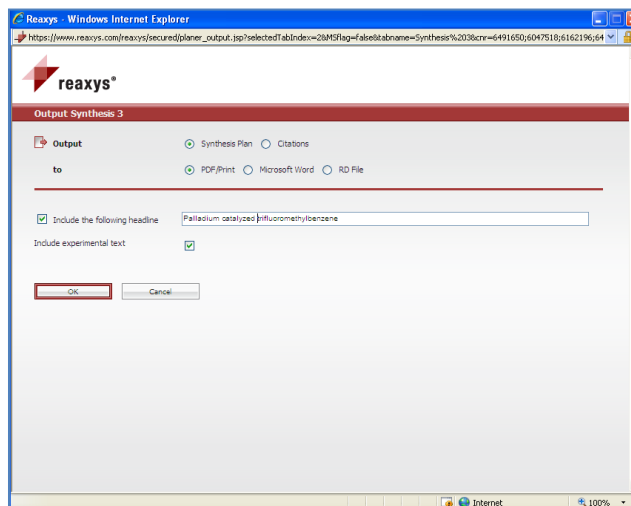 Reaxys - Windows Internet Explorer
https://www.reaxys.com/reaxys/secured/planer_output.jsp?selectedTabIndex=2&MSflag=false&tabname=Synthesis%203&crnr=6491650;6047518;6162196;64
reaxys®
Output Synthesis 3
Output Synthesis Plan Citations
to PDF/Print Microsoft Word RD File
Include the following headline Palladium catalyzed trifluoromethylbenzene
Include experimental text
OK Cancel
Internet 100%